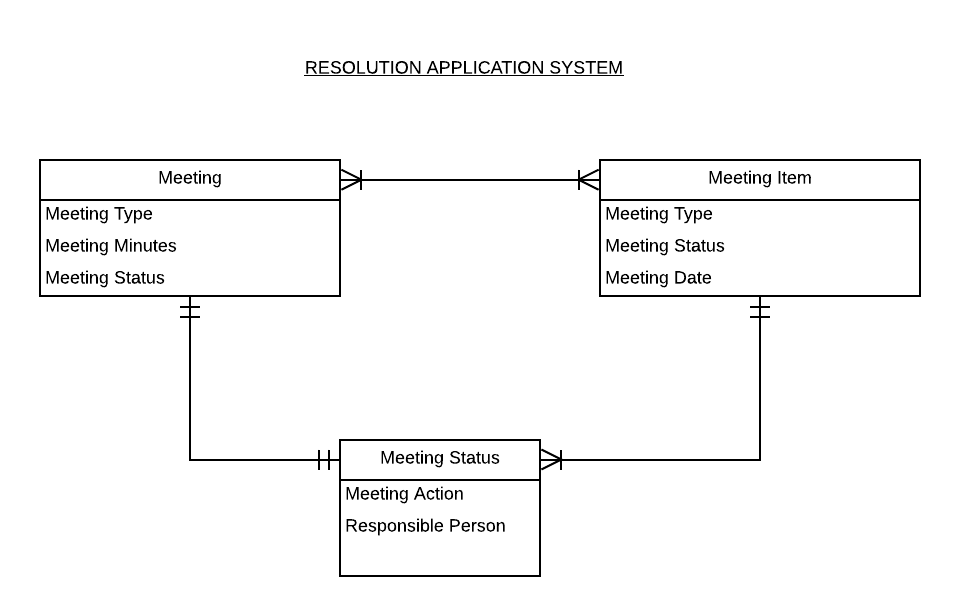 RESOLUTION APPLICATION SYSTEM
Meeting
Meeting Type
Meeting Minutes
Meeting Status
Meeting Item
Meeting Type
Meeting Status
Meeting Date
Meeting Status
Meeting Action
Responsible Person